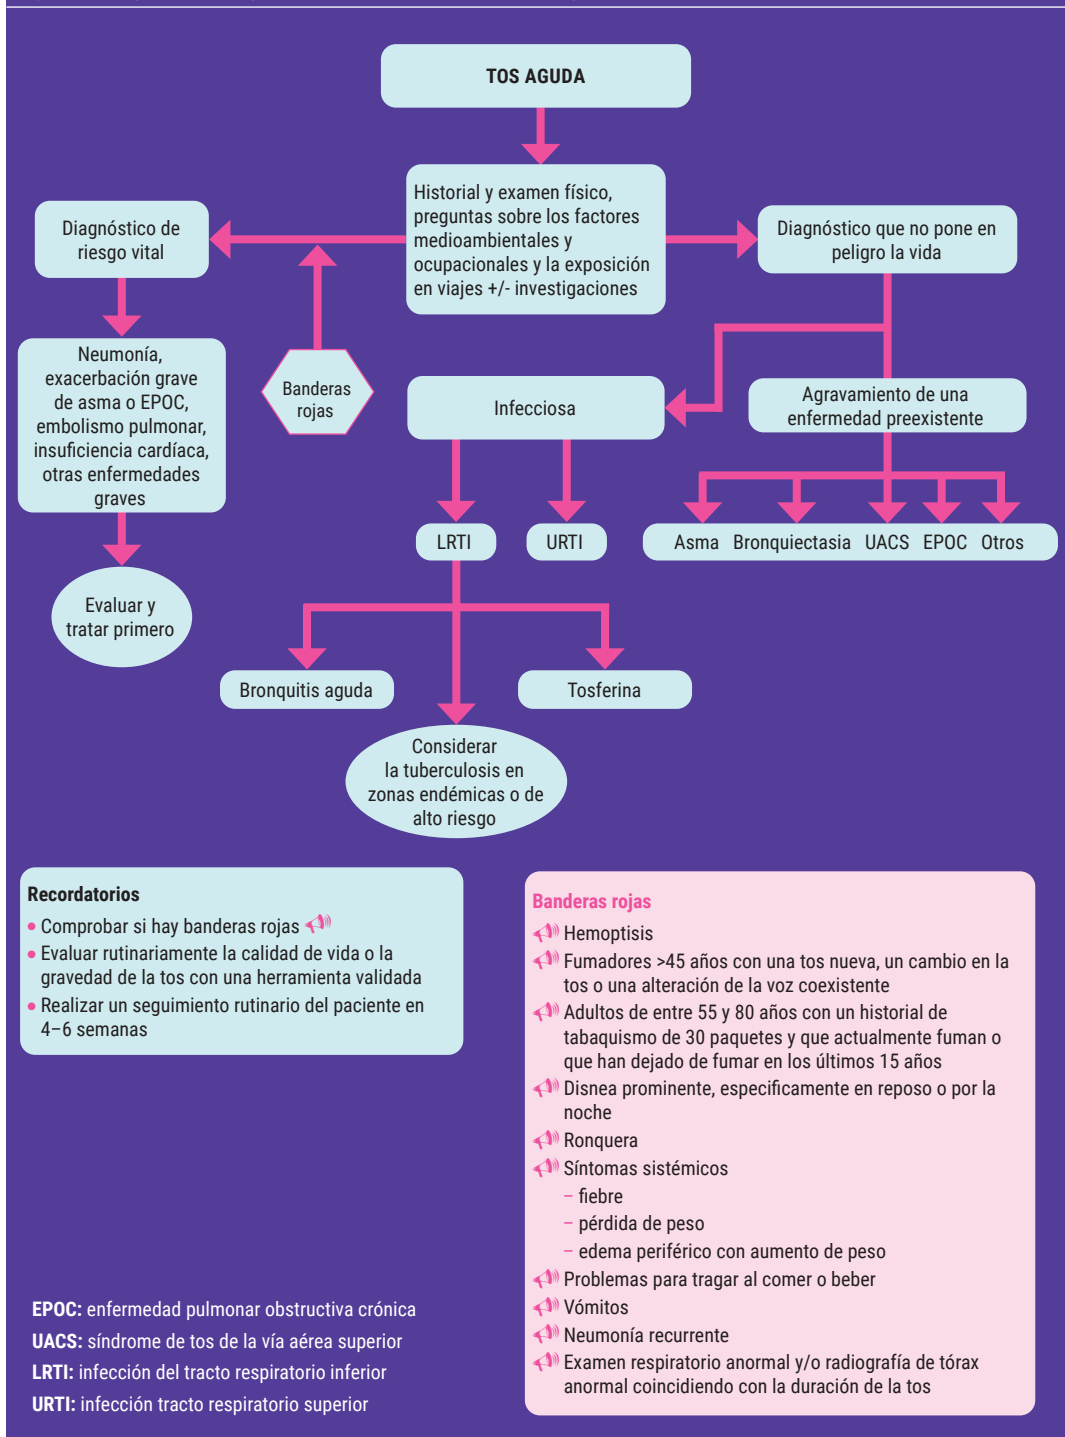 TOS AGUDA
Historial y examen físico,
preguntas sobre los factores
medioambientales y
ocupacionales y la exposición
en viajes +/- investigaciones
Diagnóstico de
riesgo vital
Diagnóstico que no pone en
peligro la vida
Neumonía,
exacerbación grave
de asma o EPOC,
embolismo pulmonar,
insuficiencia cardíaca,
otras enfermedades
graves
Banderas
rojas
Infecciosa
Agravamiento de una
enfermedad preexistente
LRTI
URTI
Asma Bronquiectasia UACS EPOC Otros
Evaluar y
tratar primero
Bronquitis aguda
Tosferina
Considerar
la tuberculosis en
zonas endémicas o de
alto riesgo
Recordatorios
• Comprobar si hay banderas rojas
• Evaluar rutinariamente la calidad de vida o la
gravedad de la tos con una herramienta validada
• Realizar un seguimiento rutinario del paciente en
4–6 semanas
Banderas rojas
Hemoptisis
Fumadores >45 años con una tos nueva, un cambio en la
tos o una alteración de la voz coexistente
Adultos de entre 55 y 80 años con un historial de
tabaquismo de 30 paquetes y que actualmente fuman o
que han dejado de fumar en los últimos 15 años
Disnea prominente, especificamente en reposo o por la
noche
Ronquera
Síntomas sistémicos
– fiebre
– pérdida de peso
– edema periférico con aumento de peso
Problemas para tragar al comer o beber
Vómitos
Neumonía recurrente
Examen respiratorio anormal y/o radiografía de tórax
anormal coincidiendo con la duración de la tos
EPOC: enfermedad pulmonar obstructiva crónica
UACS: síndrome de tos de la vía aérea superior
LRTI: infección del tracto respiratorio inferior
URTI: infección tracto respiratorio superior